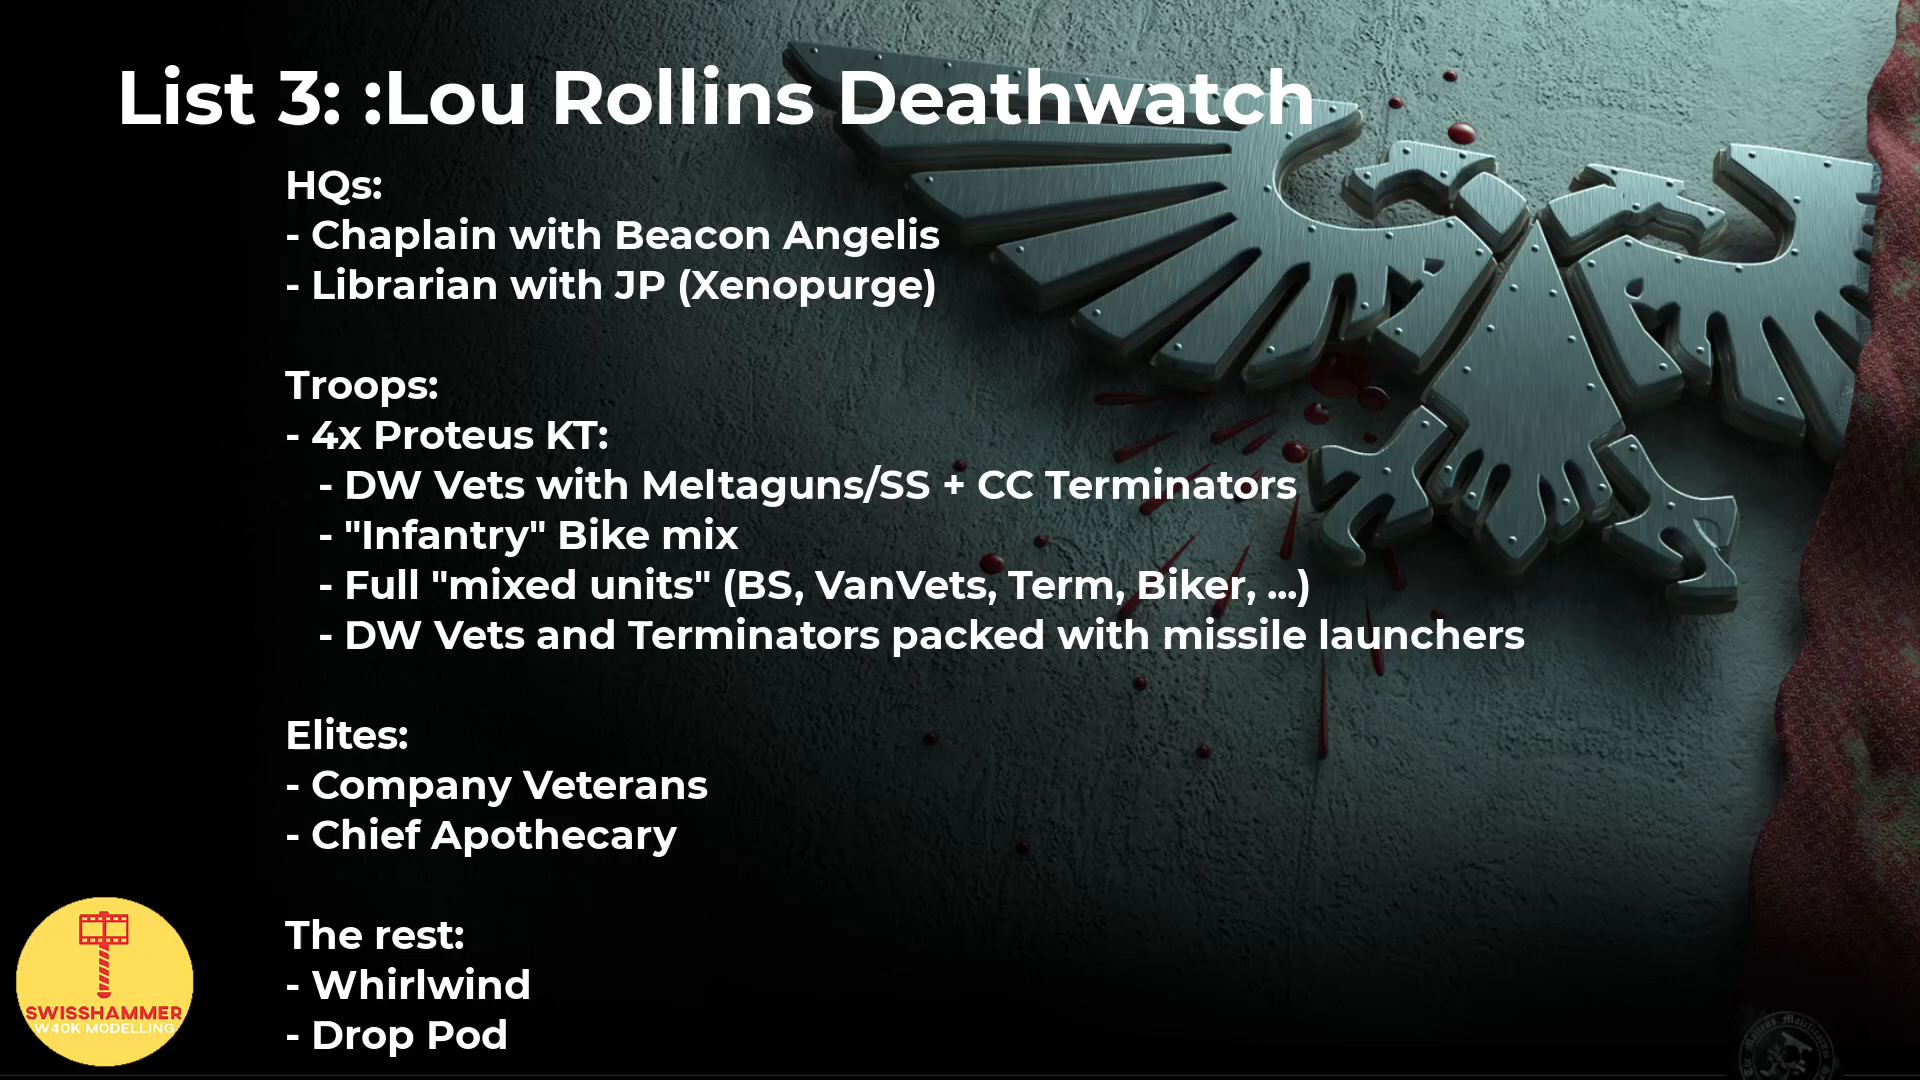 List 3: :Lou Rollins Deathwatch
HQs:
- Chaplain with Beacon Angelis
- Librarian with JP (Xenopurge)
Troops:
- 4x Proteus KT:
- DW Vets with Meltaguns/SS + CC Terminators
- "Infantry" Bike mix
- Full "mixed units" (BS, VanVets, Term, Biker, ...)
- DW Vets and Terminators packed with missile launchers
Elites:
- Company Veterans
- Chief Apothecary
The rest:
- Whirlwind
- Drop Pod
SWISSHAMMER
W40K MODELLING